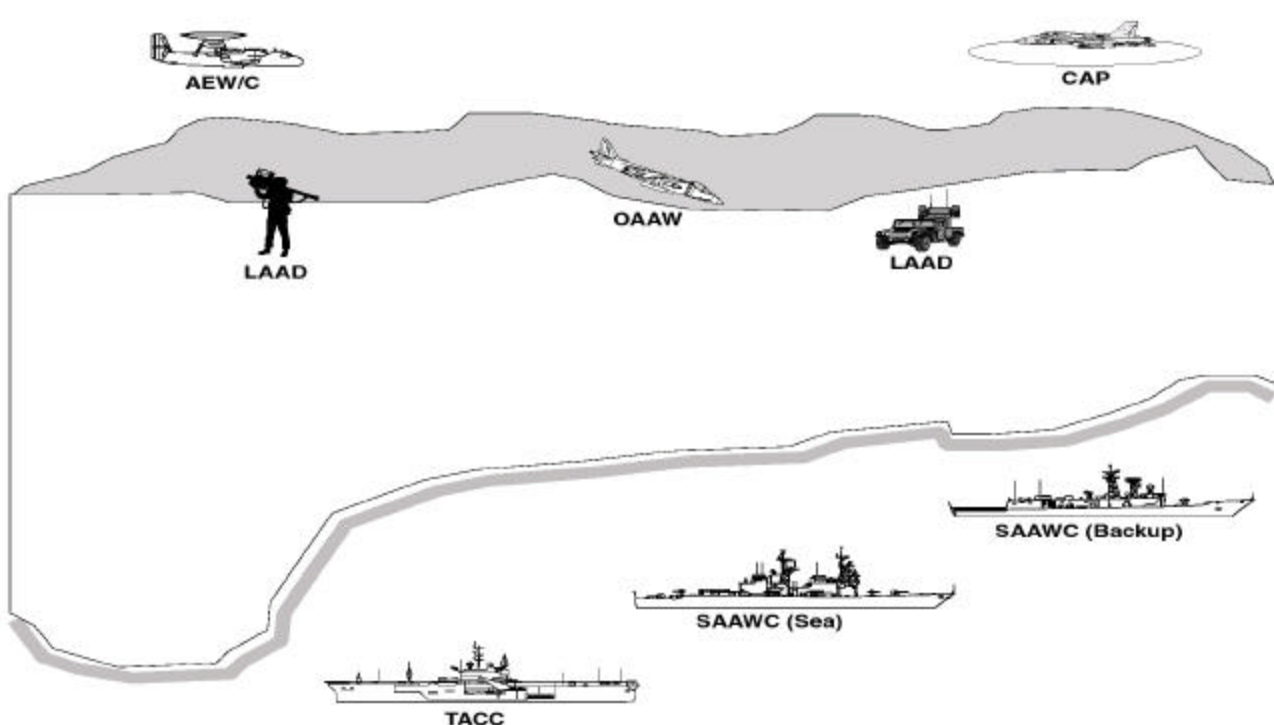 AEW/C
CAP
OAAW
LAAD
LAAD
SAAWC (Backup)
SAAWC (Sea)
TACC